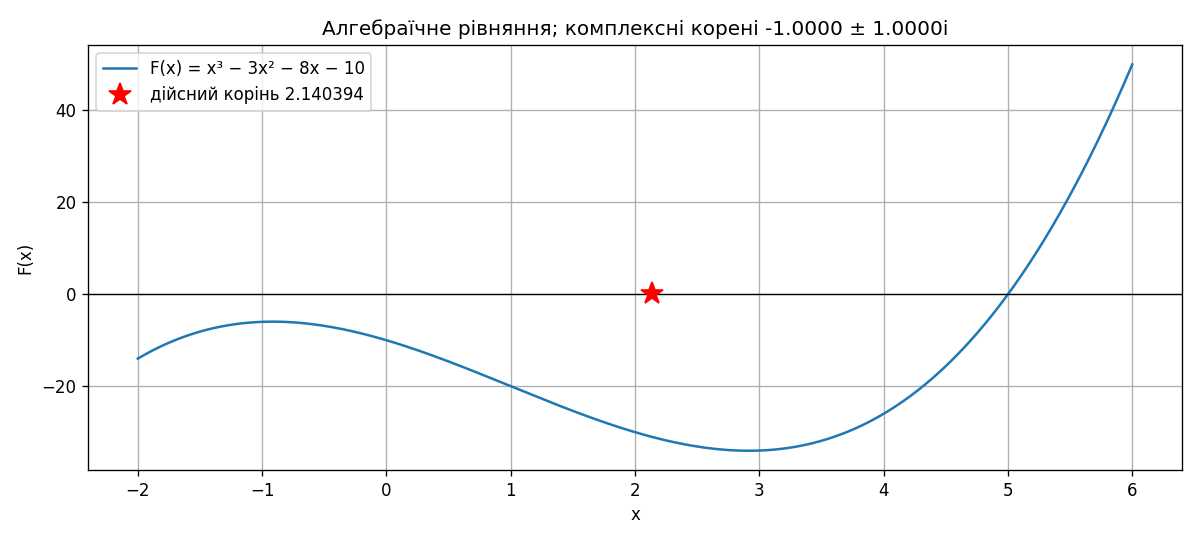 Алгебраїчне рівняння; комплексні корені -1.0000 ± 1.0000i
F(x) = x³ − 3x² − 8x − 10
дійсний корінь 2.140394
40
20
0
−20
F(x)
−2 −1 0 1 2 3 4 5 6
x